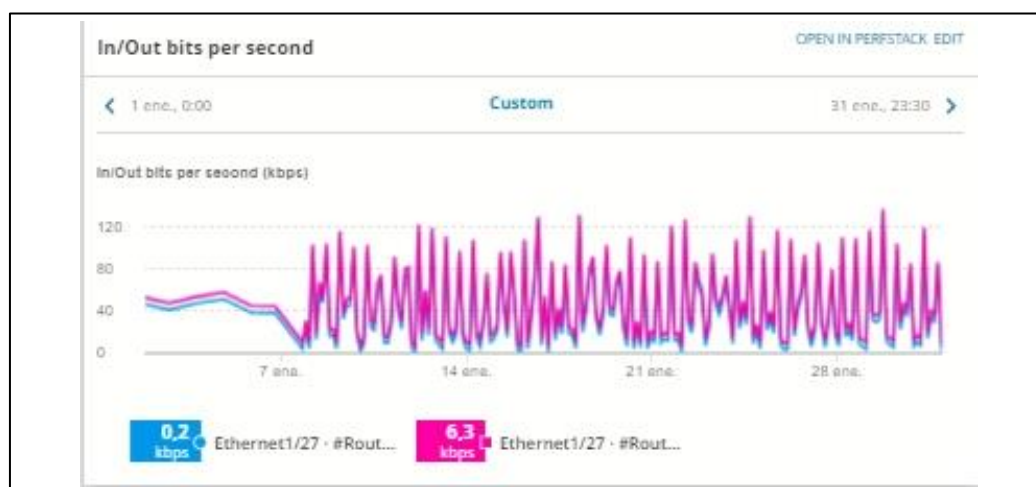 In/Out bits per second
OPEN IN PERFSTACK EDIT
1 ene., 0:00
Custom
31 ene., 23:30
In/Out bits per second (kbps)
120
80
40
0
7 ene.
14 ene.
21 ene.
28 ene.
0,2 kbps
Ethernet1/27 · #Rout...
6,3 kbps
Ethernet1/27 · #Rout...